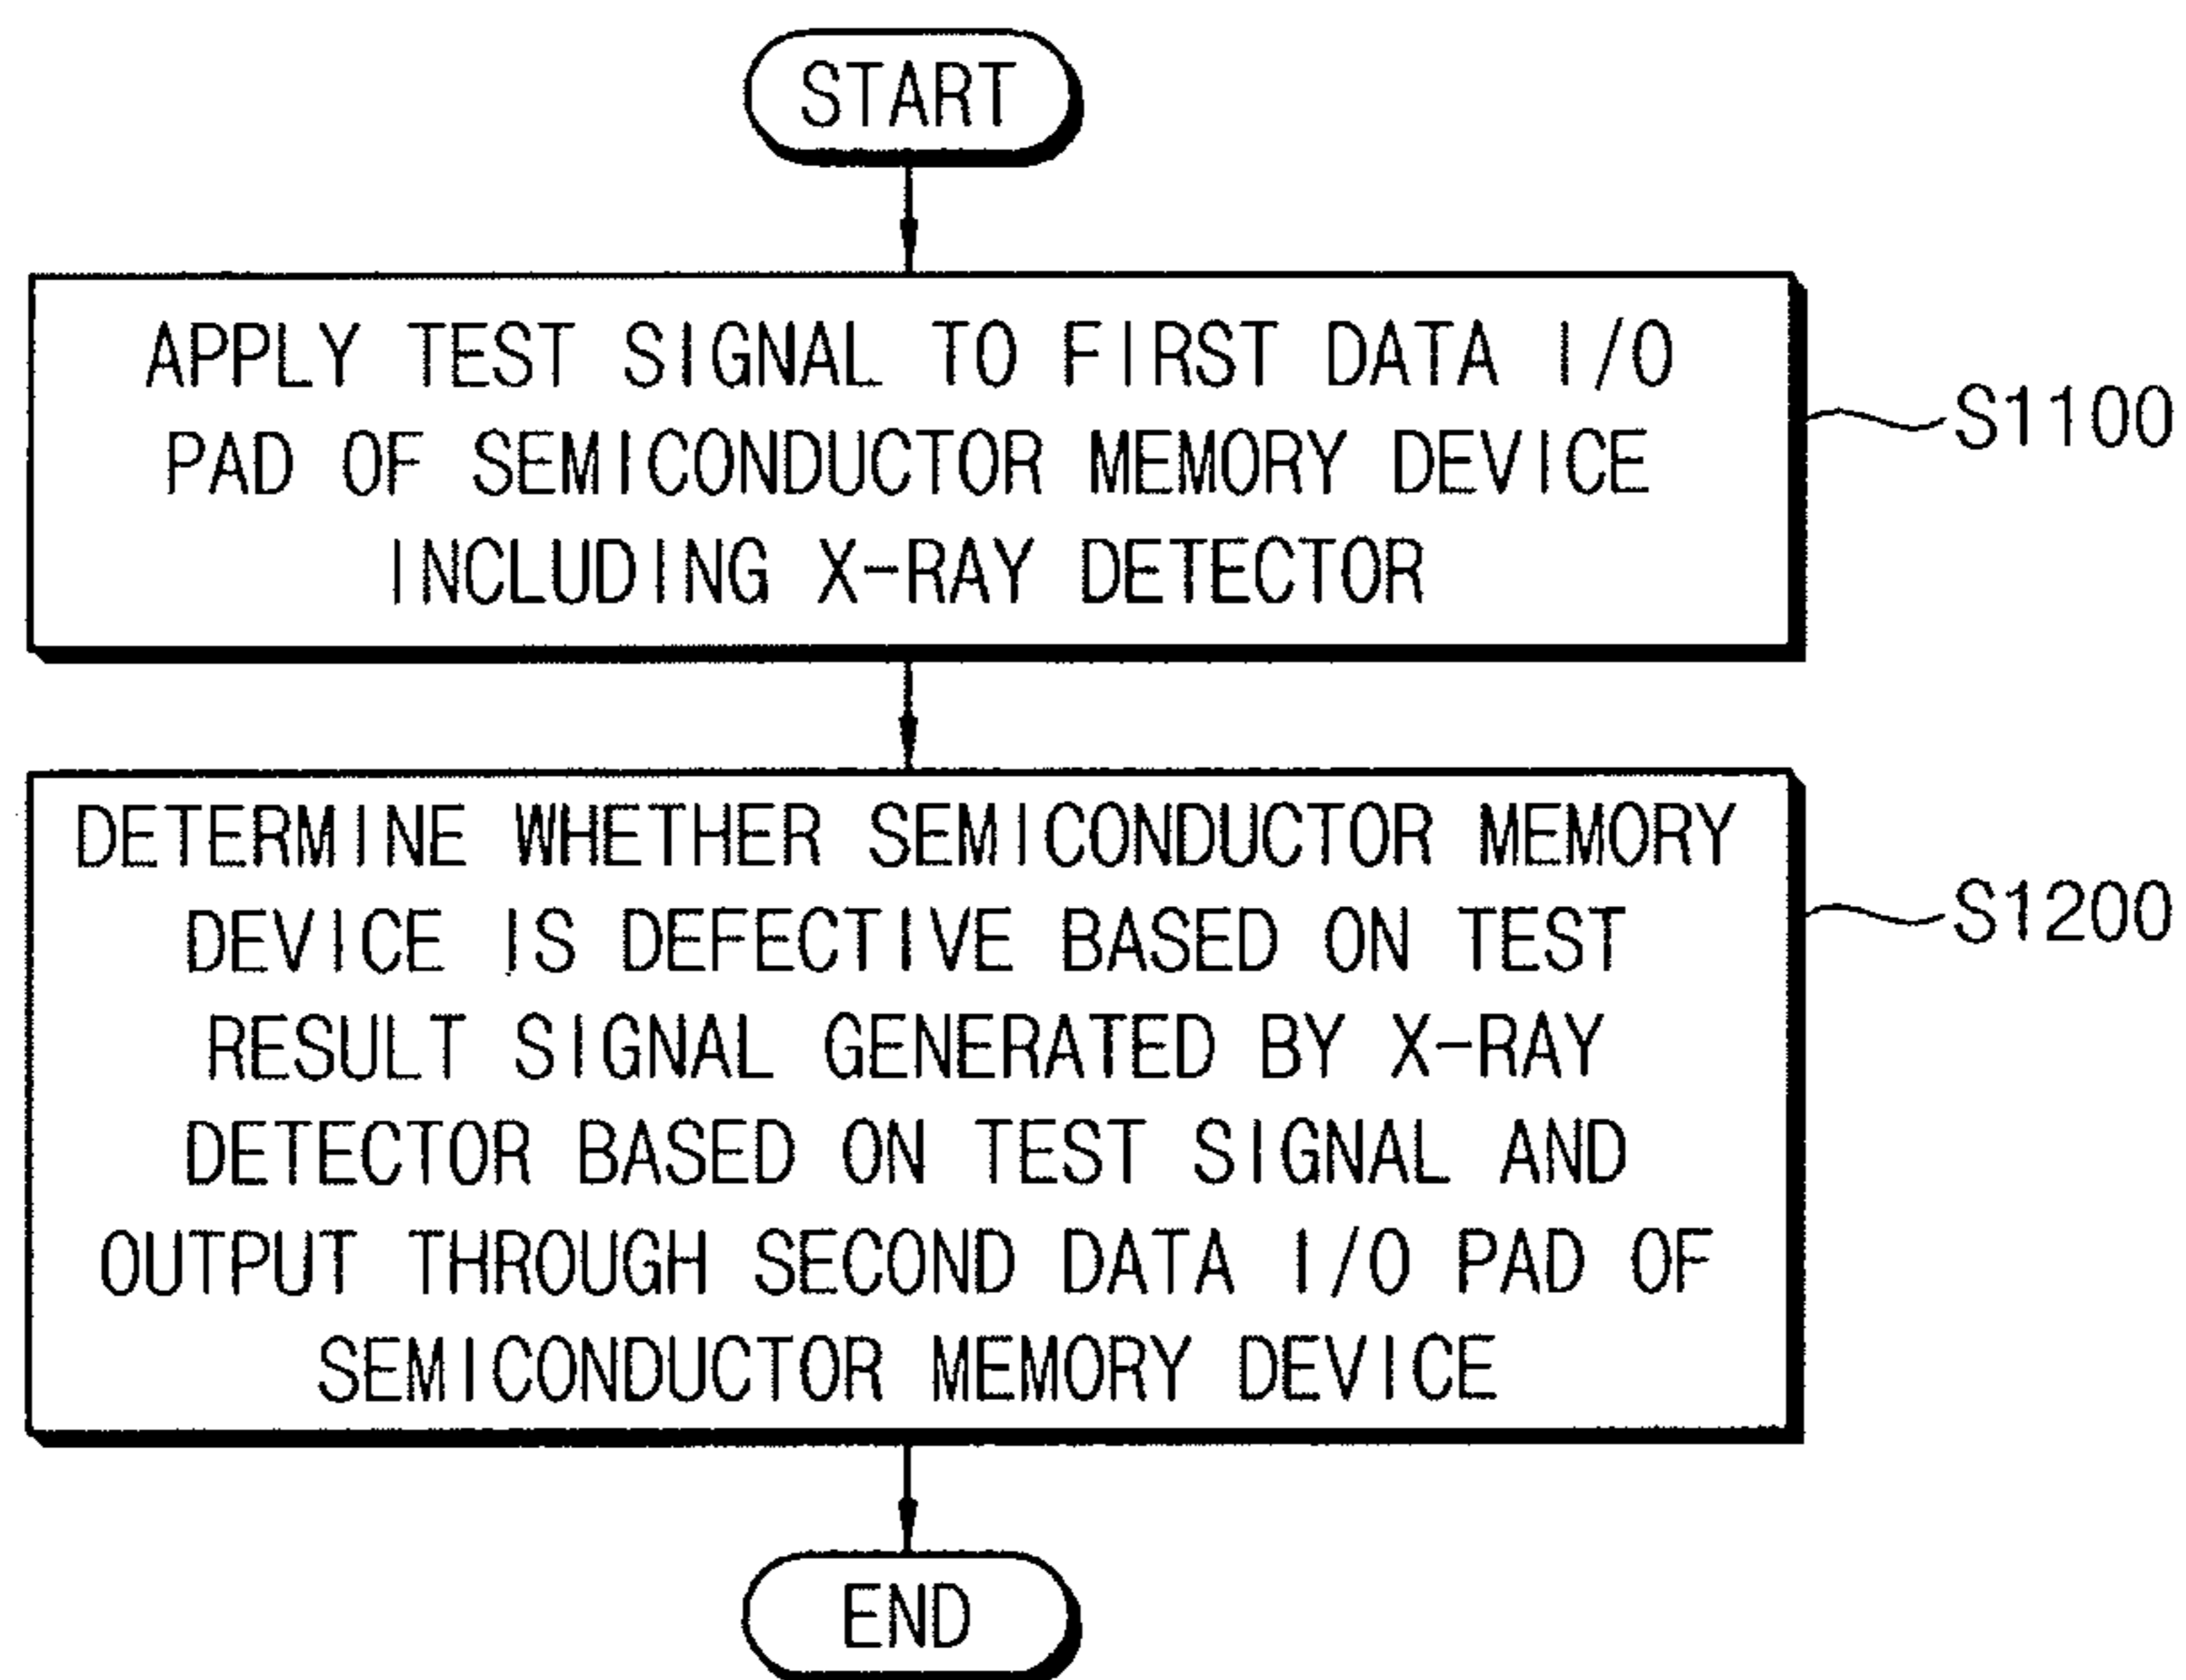 START
APPLY TEST SIGNAL TO FIRST DATA I/O
PAD OF SEMICONDUCTOR MEMORY DEVICE
INCLUDING X-RAY DETECTOR
S1100
DETERMINE WHETHER SEMICONDUCTOR MEMORY
DEVICE IS DEFECTIVE BASED ON TEST
RESULT SIGNAL GENERATED BY X-RAY
DETECTOR BASED ON TEST SIGNAL AND
OUTPUT THROUGH SECOND DATA I/O PAD OF
SEMICONDUCTOR MEMORY DEVICE
S1200
END